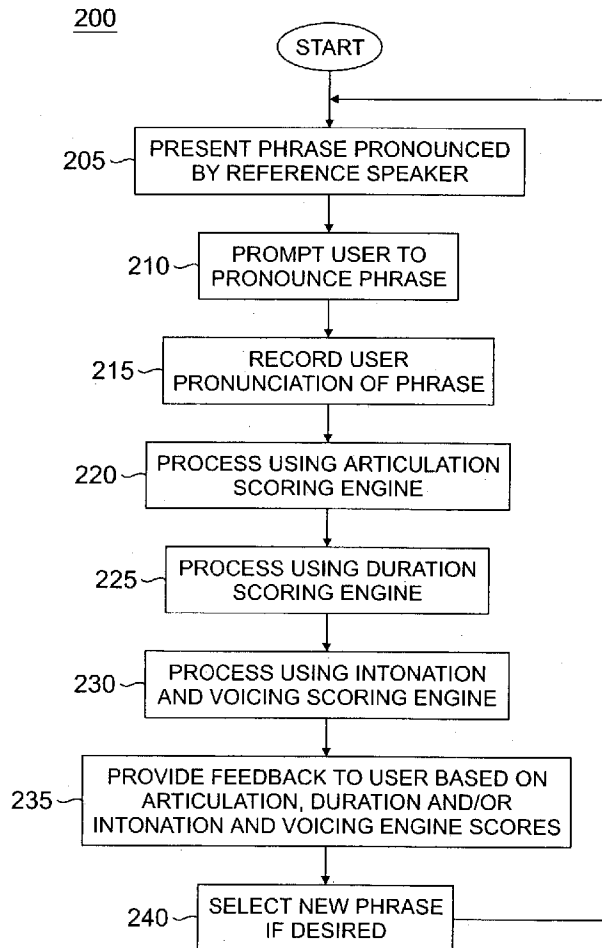 200
START
205
PRESENT PHRASE PRONOUNCED
BY REFERENCE SPEAKER
210
PROMPT USER TO
PRONOUNCE PHRASE
215
RECORD USER
PRONUNCIATION OF PHRASE
220
PROCESS USING ARTICULATION
SCORING ENGINE
225
PROCESS USING DURATION
SCORING ENGINE
230
PROCESS USING INTONATION
AND VOICING SCORING ENGINE
235
PROVIDE FEEDBACK TO USER BASED ON
ARTICULATION, DURATION AND/OR
INTONATION AND VOICING ENGINE SCORES
240
SELECT NEW PHRASE
IF DESIRED